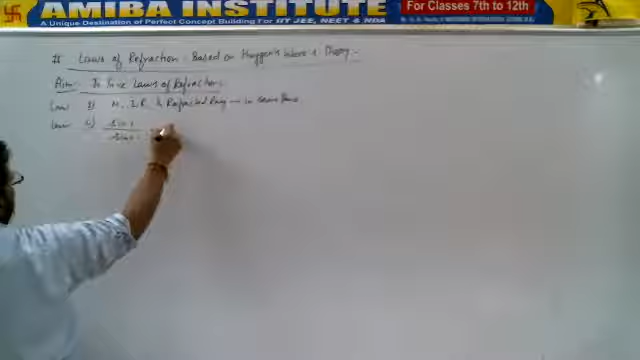 AMIBA INSTITUTE
A Unique Destination of Perfect Concept Building For IIT JEE, NEET & NDA
For Classes 7th to 12th
Laws of Refraction - Based on Huygen's Wave Theory -
Aim:- To Prove Laws of Refraction
Law 1) N, I.R & Refracted Ray in Same Plane
Law 2) sin i
sin r